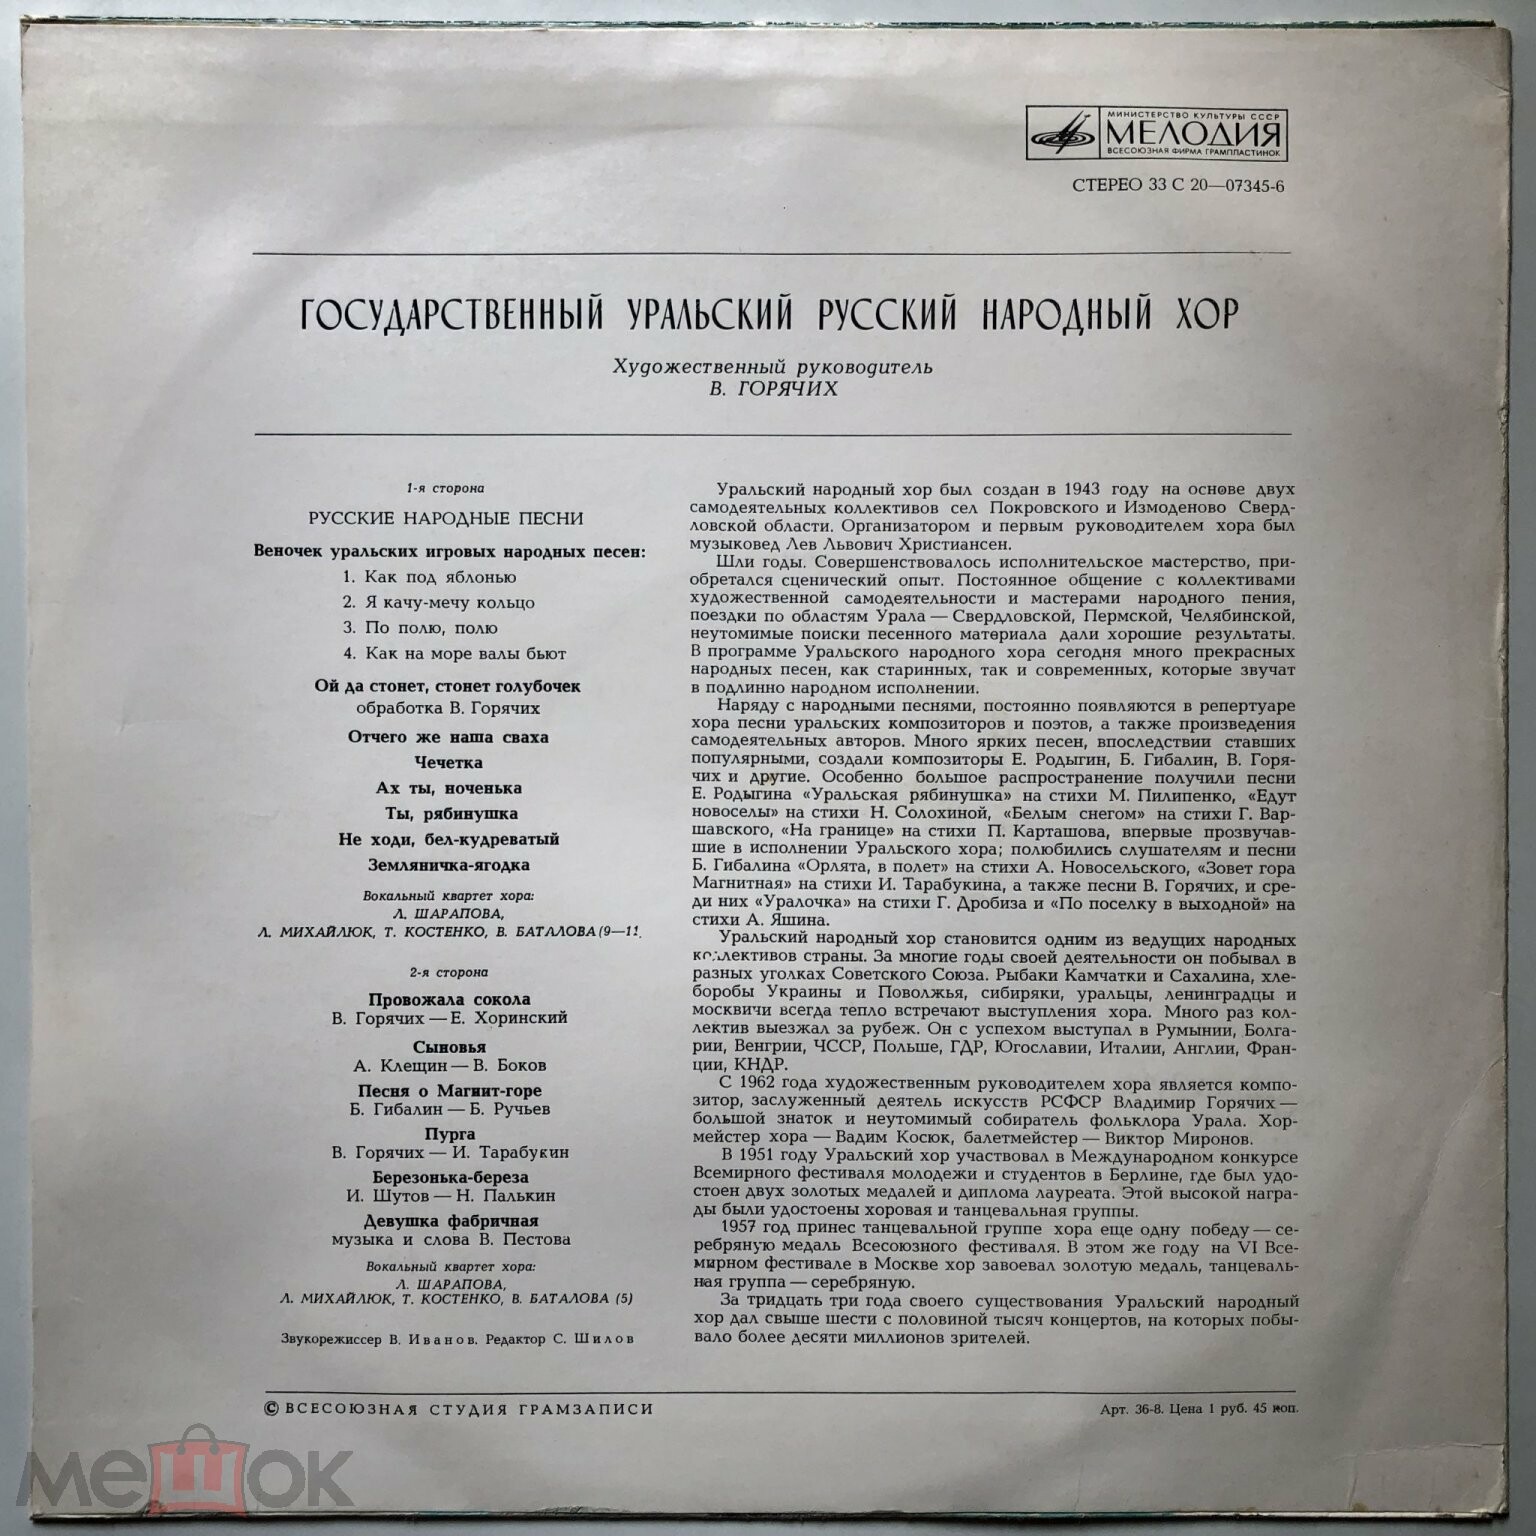 МИНИСТЕРСТВО КУЛЬТУРЫ СССР
МЕЛОДИЯ
ВСЕСОЮЗНАЯ ФИРМА ГРАМПЛАСТИНОК
СТЕРЕО 33 С 20—07345-6
ГОСУДАРСТВЕННЫЙ УРАЛЬСКИЙ РУССКИЙ НАРОДНЫЙ ХОР
Художественный руководитель
В. ГОРЯЧИХ
1-я сторона
РУССКИЕ НАРОДНЫЕ ПЕСНИ
Веночек уральских игровых народных песен:
1. Как под яблонью
2. Я качу-мечу кольцо
3. По полю, полю
4. Как на море валы бьют
Ой да стонет, стонет голубочек
обработка В. Горячих
Отчего же наша сваха
Чечетка
Ах ты, ноченька
Ты, рябинушка
Не ходи, бел-кудреватый
Земляничка-ягодка
Вокальный квартет хора:
Л. ШАРАПОВА,
Л. МИХАЙЛЮК, Т. КОСТЕНКО, В. БАТАЛОВА (9—11
2-я сторона
Провожала сокола
В. Горячих — Е. Хоринский
Сыновья
А. Клещин — В. Боков
Песня о Магнит-горе
Б. Гибалин — Б. Ручьев
Пурга
В. Горячих — И. Тарабукин
Березонька-береза
И. Шутов — Н. Палькин
Девушка фабричная
музыка и слова В. Пестова
Вокальный квартет хора:
Л. ШАРАПОВА,
Л. МИХАЙЛЮК, Т. КОСТЕНКО, В. БАТАЛОВА (5)
Звукорежиссер В. Иванов. Редактор С. Шилов
Уральский народный хор был создан в 1943 году на основе двух
самодеятельных коллективов сел Покровского и Измоденово Сверд-
ловской области. Организатором и первым руководителем хора был
музыковед Лев Львович Христиансен.
Шли годы. Совершенствовалось исполнительское мастерство, при-
обретался сценический опыт. Постоянное общение с коллективами
художественной самодеятельности и мастерами народного пения,
поездки по областям Урала — Свердловской, Пермской, Челябинской,
неутомимые поиски песенного материала дали хорошие результаты.
В программе Уральского народного хора сегодня много прекрасных
народных песен, как старинных, так и современных, которые звучат
в подлинно народном исполнении.
Наряду с народными песнями, постоянно появляются в репертуаре
хора песни уральских композиторов и поэтов, а также произведения
самодеятельных авторов. Много ярких песен, впоследствии ставших
популярными, создали композиторы Е. Родыгин, Б. Гибалин, В. Горя-
чих и другие. Особенно большое распространение получили песни
Е. Родыгина «Уральская рябинушка» на стихи М. Пилипенко, «Едут
новоселы» на стихи Н. Солохиной, «Белым снегом» на стихи Г. Вар-
шавского, «На границе» на стихи П. Карташова, впервые прозвучав-
шие в исполнении Уральского хора; полюбились слушателям и песни
Б. Гибалина «Орлята, в полет» на стихи А. Новосельского, «Зовет гора
Магнитная» на стихи И. Тарабукина, а также песни В. Горячих, и сре-
ди них «Уралочка» на стихи Г. Дробиза и «По поселку в выходной» на
стихи А. Яшина.
Уральский народный хор становится одним из ведущих народных
коллективов страны. За многие годы своей деятельности он побывал в
разных уголках Советского Союза. Рыбаки Камчатки и Сахалина, хле-
боробы Украины и Поволжья, сибиряки, уральцы, ленинградцы и
москвичи всегда тепло встречают выступления хора. Много раз кол-
лектив выезжал за рубеж. Он с успехом выступал в Румынии, Болга-
рии, Венгрии, ЧССР, Польше, ГДР, Югославии, Италии, Англии, Фран-
ции, КНДР.
С 1962 года художественным руководителем хора является компо-
зитор, заслуженный деятель искусств РСФСР Владимир Горячих —
большой знаток и неутомимый собиратель фольклора Урала. Хор-
мейстер хора — Вадим Косюк, балетмейстер — Виктор Миронов.
В 1951 году Уральский хор участвовал в Международном конкурсе
Всемирного фестиваля молодежи и студентов в Берлине, где был удо-
стоен двух золотых медалей и диплома лауреата. Этой высокой награ-
ды были удостоены хоровая и танцевальная группы.
1957 год принес танцевальной группе хора еще одну победу — се-
ребряную медаль Всесоюзного фестиваля. В этом же году на VI Все-
мирном фестивале в Москве хор завоевал золотую медаль, танцеваль-
ная группа — серебряную.
За тридцать три года своего существования Уральский народный
хор дал свыше шести с половиной тысяч концертов, на которых побы-
вало более десяти миллионов зрителей.
© ВСЕСОЮЗНАЯ СТУДИЯ ГРАМЗАПИСИ
Арт. 36-8. Цена 1 руб. 45 коп.
мешок